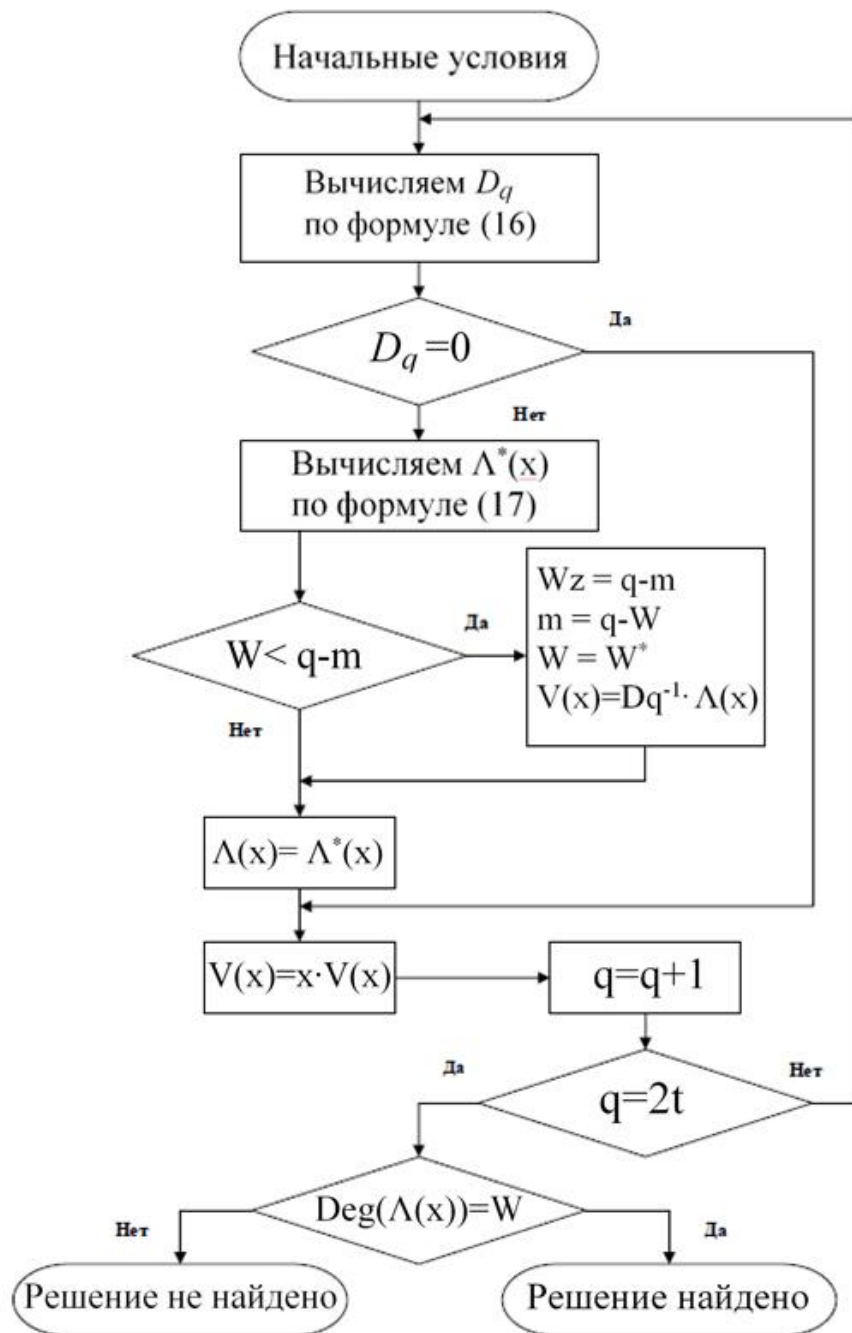 Начальные условия
Вычисляем D_q
по формуле (16)
Да
D_q =0
Нет
Вычисляем Λ*(x)
по формуле (17)
Wz = q-m
m = q-W
W = W*
V(x)=Dq⁻¹· Λ(x)
Да
W< q-m
Нет
Λ(x)= Λ*(x)
V(x)=x·V(x)
q=q+1
Да
Нет
q=2t
Deg(Λ(x))=W
Нет
Да
Решение не найдено
Решение найдено